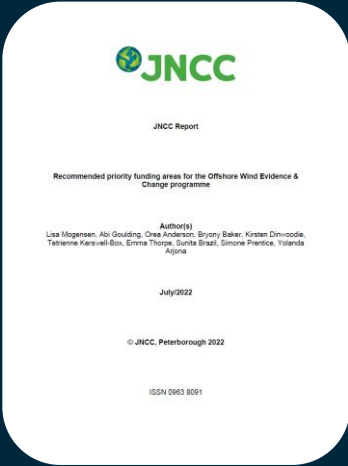 JNCC
JNCC Report
Recommended priority funding areas for the Offshore Wind Evidence &
Change programme
Author(s)
Lisa Mogensen, Abi Goulding, Orea Anderson, Bryony Baker, Kirsten Dinwoodie,
Tetrienne Kerswell-Box, Emma Thorpe, Sunita Brazil, Simone Prentice, Yolanda
Arjona
July/2022
© JNCC, Peterborough 2022
ISSN 0963 8091